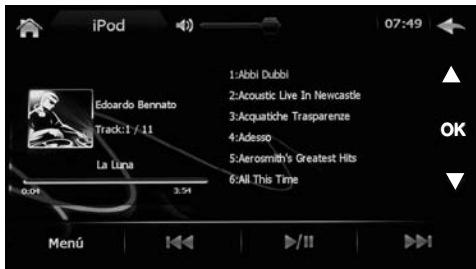 iPod
07:49
Edoardo Bennato
Track:1 / 11
La Luna
0:04
3:54
1:Abbi Dubbi
2:Acoustic Live In Newcastle
3:Acquatiche Trasparenze
4:Adesso
5:Aerosmith's Greatest Hits
6:All This Time
OK
Menú